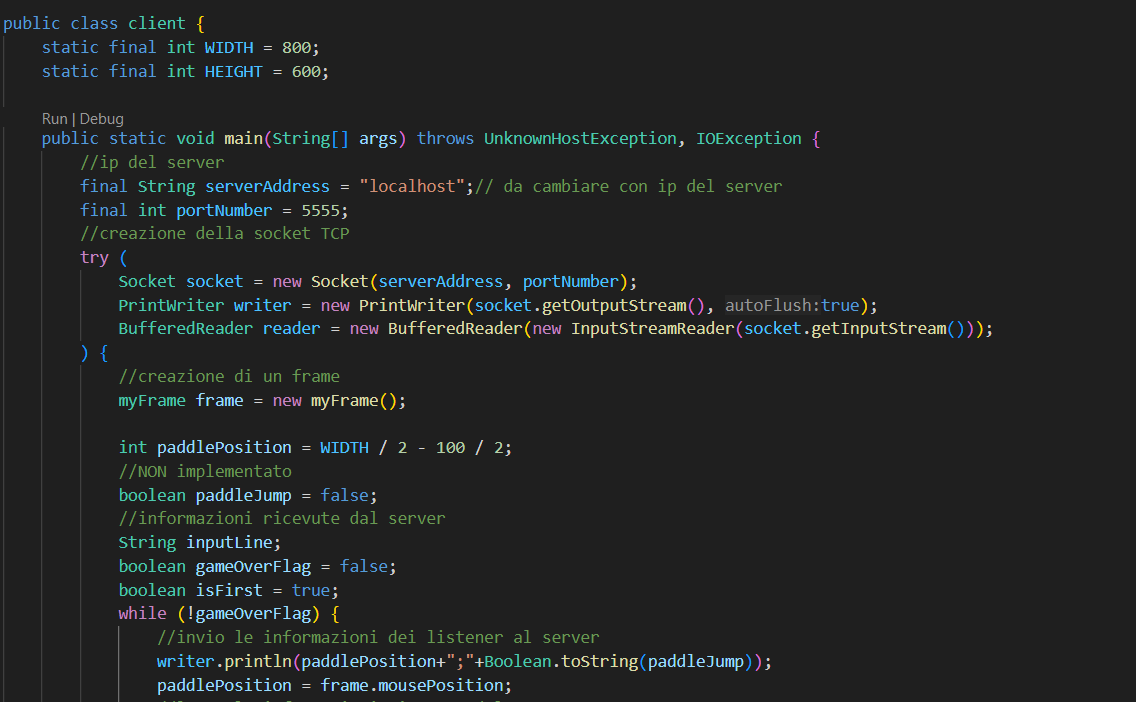 public class client {
static final int WIDTH = 800;
static final int HEIGHT = 600;
Run | Debug
public static void main(String[] args) throws UnknownHostException, IOException {
//ip del server
final String serverAddress = "localhost";// da cambiare con ip del server
final int portNumber = 5555;
//creazione della socket TCP
try (
Socket socket = new Socket(serverAddress, portNumber);
PrintWriter writer = new PrintWriter(socket.getOutputStream(), autoFlush:true);
BufferedReader reader = new BufferedReader(new InputStreamReader(socket.getInputStream()));
) {
//creazione di un frame
myFrame frame = new myFrame();
int paddlePosition = WIDTH / 2 - 100 / 2;
//NON implementato
boolean paddleJump = false;
//informazioni ricevute dal server
String inputLine;
boolean gameOverFlag = false;
boolean isFirst = true;
while (!gameOverFlag) {
//invio le informazioni dei listener al server
writer.println(paddlePosition+";"+Boolean.toString(paddleJump));
paddlePosition = frame.mousePosition;